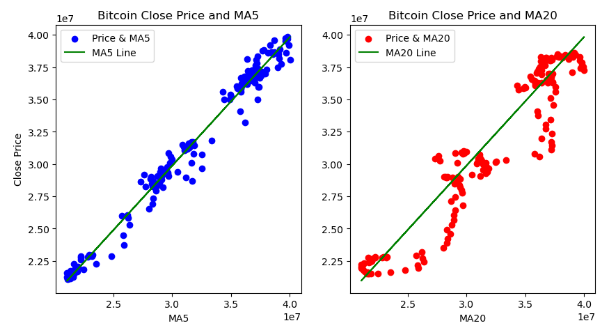 Bitcoin Close Price and MA5
1e7
Price & MA5
MA5 Line
4.00
3.75
3.50
3.25
3.00
2.75
2.50
2.25
Close Price
2.5
3.0
3.5
4.0
1e7
MA5
Bitcoin Close Price and MA20
1e7
Price & MA20
MA20 Line
4.00
3.75
3.50
3.25
3.00
2.75
2.50
2.25
2.5
3.0
3.5
4.0
1e7
MA20